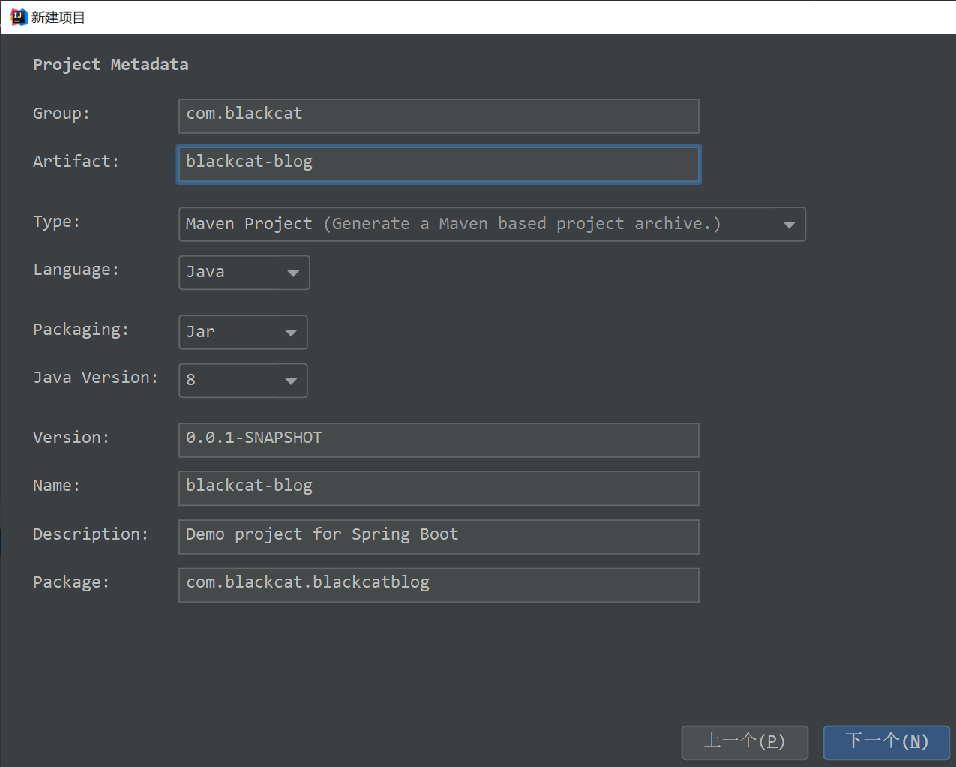 新建项目
Project Metadata
Group: com.blackcat
Artifact: blackcat-blog
Type: Maven Project (Generate a Maven based project archive.)
Language: Java
Packaging: Jar
Java Version: 8
Version: 0.0.1-SNAPSHOT
Name: blackcat-blog
Description: Demo project for Spring Boot
Package: com.blackcat.blackcatblog
上一个(P) 下一个(N)